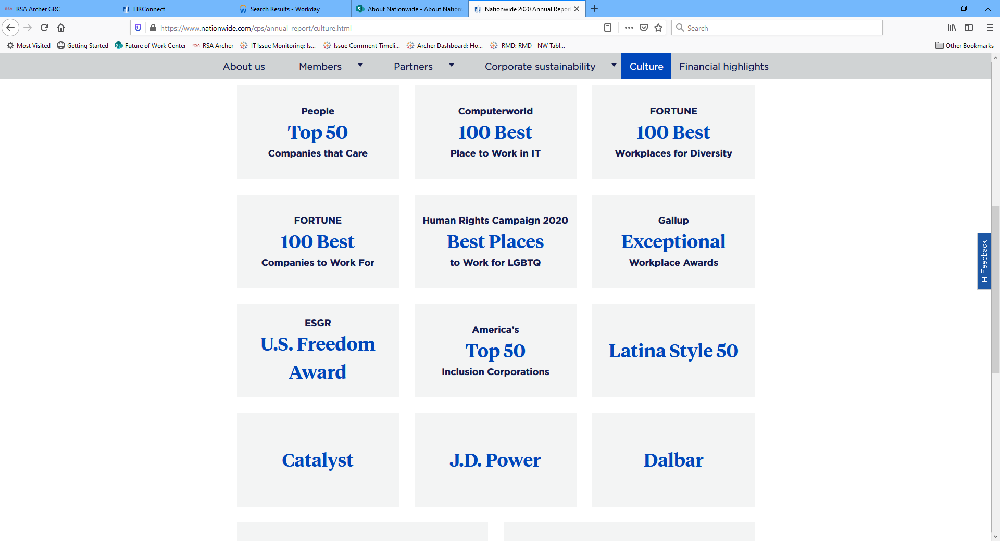 RSA RSA Archer GRC
HRConnect
Search Results - Workday
About Nationwide - About Nation
Nationwide 2020 Annual Repor
https://www.nationwide.com/cps/annual-report/culture.html
Search
Most Visited
Getting Started
Future of Work Center
RSA RSA Archer
IT Issue Monitoring: Is...
Issue Comment Timeli...
Archer Dashboard: Ho...
RMD: RMD - NW Tabl...
Other Bookmarks
About us
Members
Partners
Corporate sustainability
Culture
Financial highlights
People
Top 50
Companies that Care
Computerworld
100 Best
Place to Work in IT
FORTUNE
100 Best
Workplaces for Diversity
FORTUNE
100 Best
Companies to Work For
Human Rights Campaign 2020
Best Places
to Work for LGBTQ
Gallup
Exceptional
Workplace Awards
[-] Feedback
ESGR
U.S. Freedom
Award
America’s
Top 50
Inclusion Corporations
Latina Style 50
Catalyst
J.D. Power
Dalbar